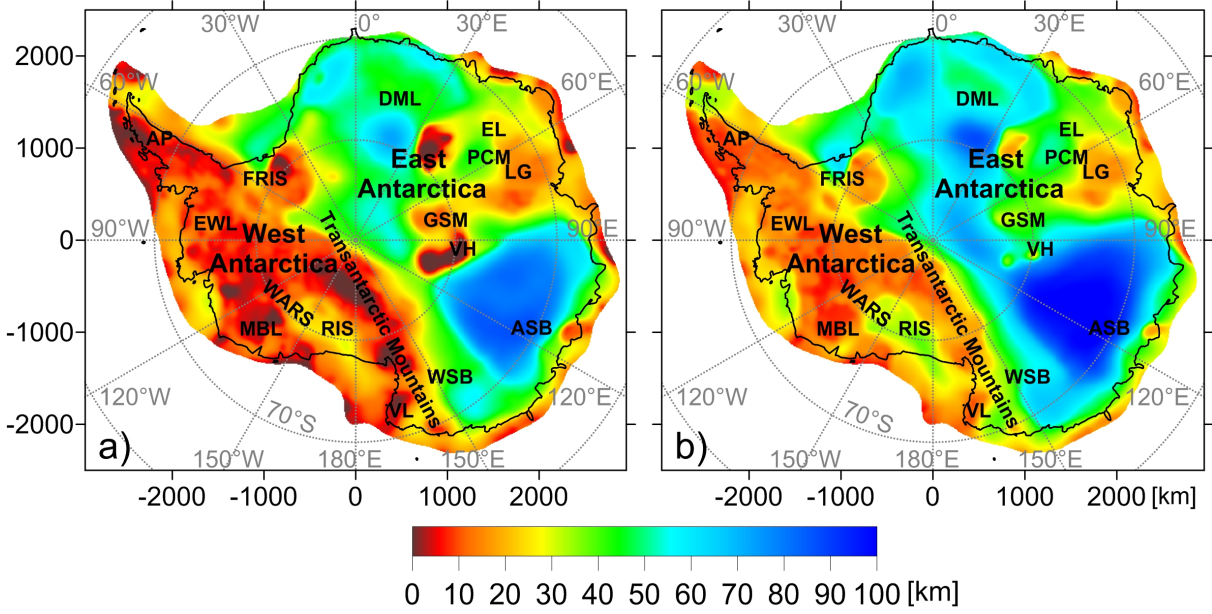 30°W 0° 30°E
30°W 0° 30°E
2000
60°W 60°E
60°W 60°E
DML
DML
AP EL
AP EL
1000
FRIS East PCM
FRIS East PCM
LG
LG
Antarctica
Antarctica
EWL GSM
EWL GSM
90°W 90°E
90°W 90°E
0
West VH
West VH
Antarctica
Antarctica
Transantarctic Mountains
Transantarctic Mountains
WARS
WARS
-1000
MBL RIS ASB
MBL RIS ASB
WSB
WSB
120°W 120°E
120°W 120°E
VL
VL
-2000
70°S
70°S
a)
b)
150°W 180°E 150°E
150°W 180°E 150°E
-2000 -1000 0 1000 2000
-2000 -1000 0 1000 2000 [km]
0 10 20 30 40 50 60 70 80 90 100 [km]